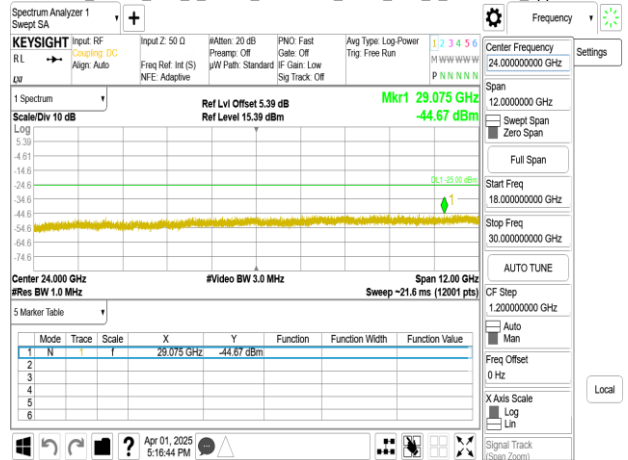 Spectrum Analyzer 1
Swept SA
Frequency
Settings
KEYSIGHT
RL
Input: RF
Coupling: DC
Align: Auto
Input Z: 50 Ω
Freq Ref: Int (S)
NFE: Adaptive
#Atten: 20 dB
Preamp: Off
µW Path: Standard
PNO: Fast
Gate: Off
IF Gain: Low
Sig Track: Off
Avg Type: Log-Power
Trig: Free Run
1 2 3 4 5 6
M W W W W W
P N N N N N
1 Spectrum
Scale/Div 10 dB
Log
Ref Lvl Offset 5.39 dB
Ref Level 15.39 dBm
Mkr1 29.075 GHz
-44.67 dBm
5.39
-4.61
-14.6
-24.6
-34.6
-44.6
-54.6
-64.6
-74.6
DL1 -25.00 dBm
1
Center 24.000 GHz
#Res BW 1.0 MHz
#Video BW 3.0 MHz
Span 12.00 GHz
Sweep ~21.6 ms (12001 pts)
5 Marker Table
Mode Trace Scale X Y Function Function Width Function Value
1 N 1 f 29.075 GHz -44.67 dBm
2
3
4
5
6
Apr 01, 2025
5:16:44 PM
Center Frequency
24.000000000 GHz
Span
12.0000000 GHz
Swept Span
Zero Span
Full Span
Start Freq
18.000000000 GHz
Stop Freq
30.000000000 GHz
AUTO TUNE
CF Step
1.200000000 GHz
Auto
Man
Freq Offset
0 Hz
X Axis Scale
Log
Lin
Signal Track
(Span Zoom)
Local